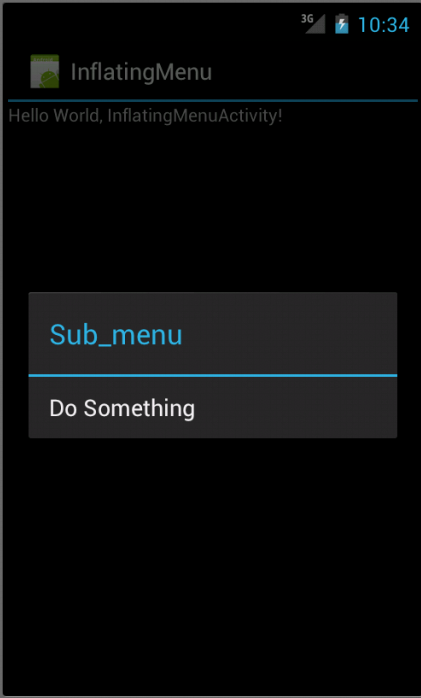 3G 10:34
InflatingMenu
Hello World, InflatingMenuActivity!
Sub_menu
Do Something